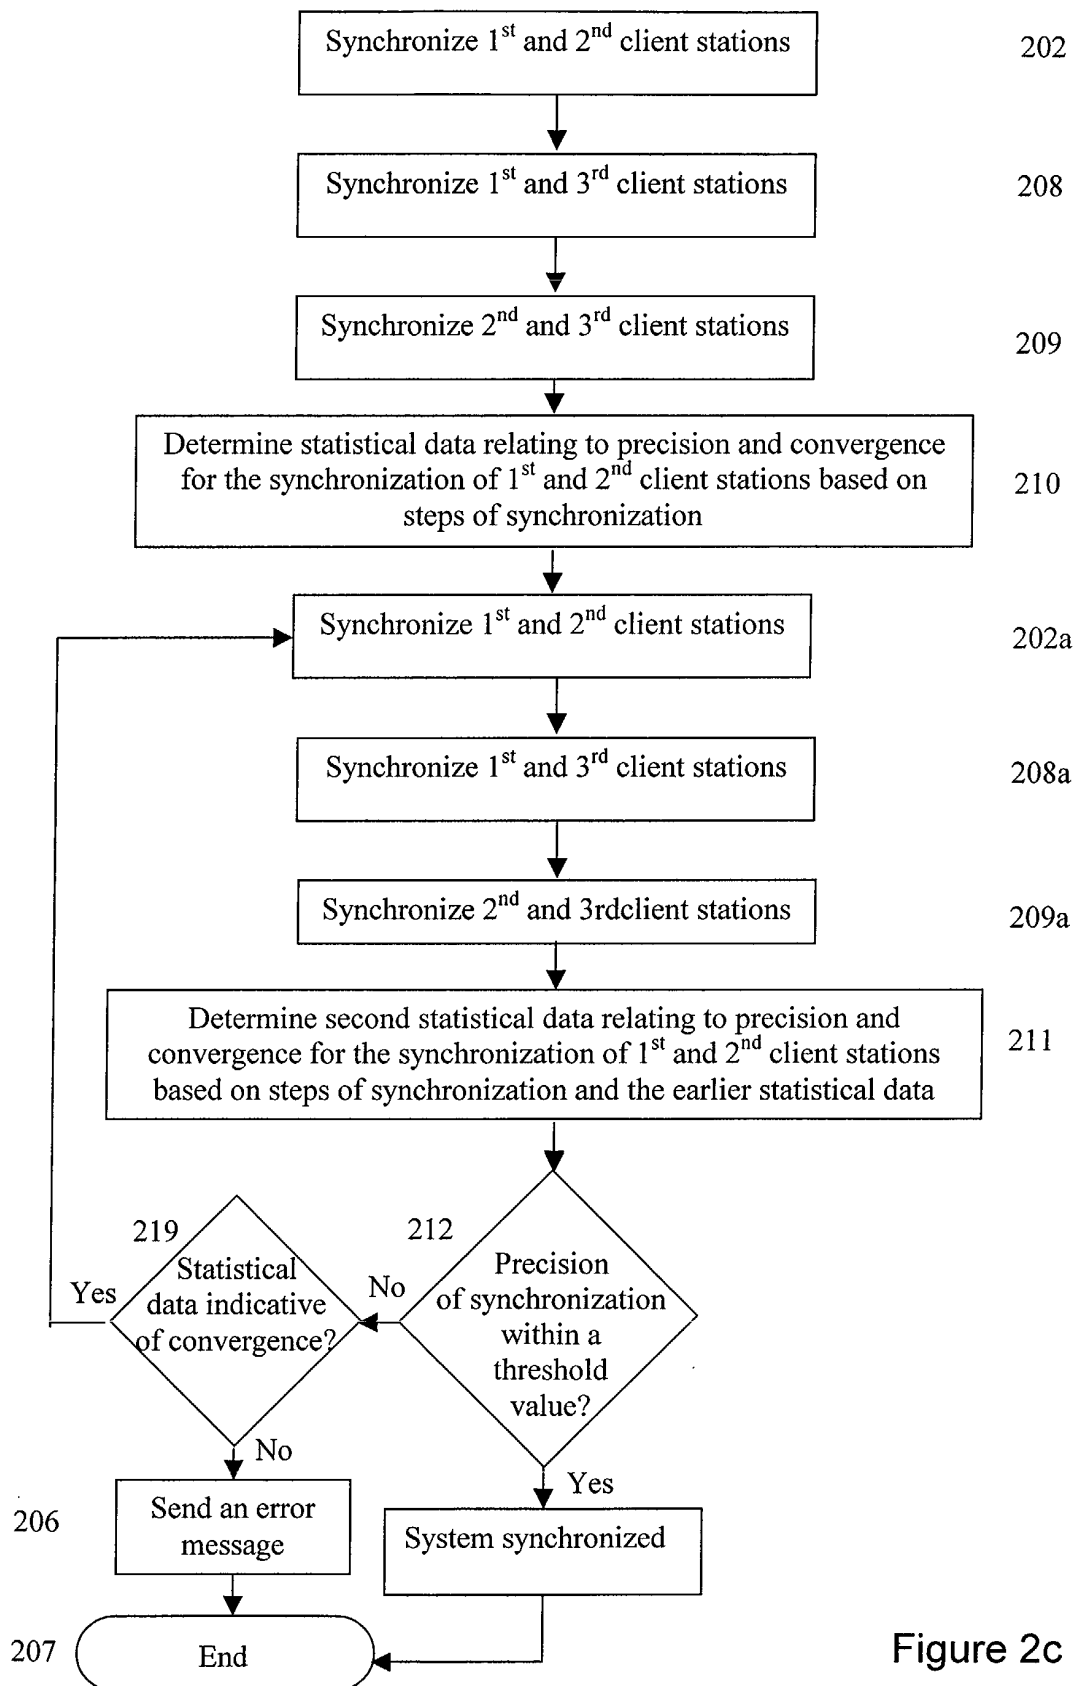 Synchronize 1st and 2nd client stations
202
Synchronize 1st and 3rd client stations
208
Synchronize 2nd and 3rd client stations
209
Determine statistical data relating to precision and convergence
for the synchronization of 1st and 2nd client stations based on
steps of synchronization
210
Synchronize 1st and 2nd client stations
202a
Synchronize 1st and 3rd client stations
208a
Synchronize 2nd and 3rdclient stations
209a
Determine second statistical data relating to precision and
convergence for the synchronization of 1st and 2nd client stations
based on steps of synchronization and the earlier statistical data
211
212
Precision
of synchronization
within a
threshold
value?
No
219
Statistical
data indicative
of convergence?
Yes
No
Yes
206
Send an error
message
System synchronized
207
End
Figure 2c